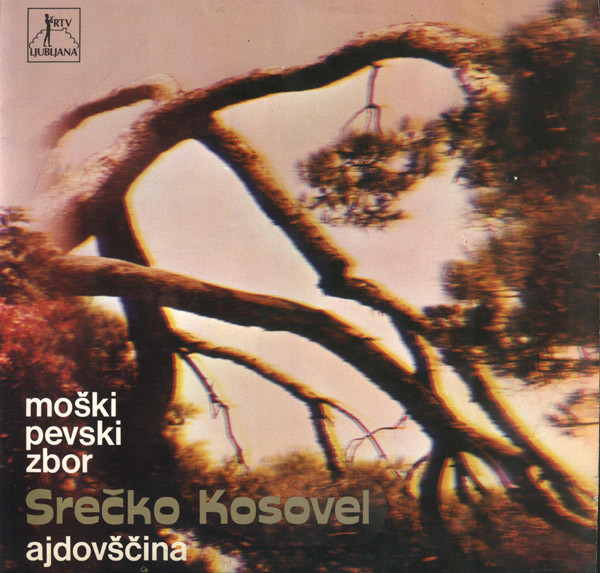 RTV
LJUBLJANA
moški
pevski
zbor
Srečko Kosovel
ajdovščina